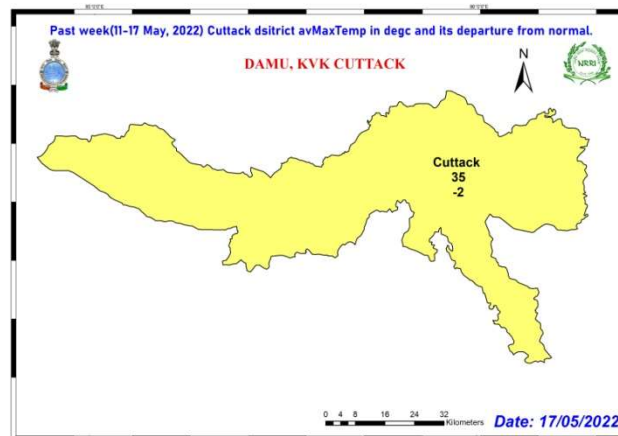 Past week(11-17 May, 2022) Cuttack dsitrict avMaxTemp in degc and its departure from normal.
DAMU, KVK CUTTACK
N
NRRI
Cuttack
35
-2
0 4 8 16 24 32
Kilometers
Date: 17/05/2022